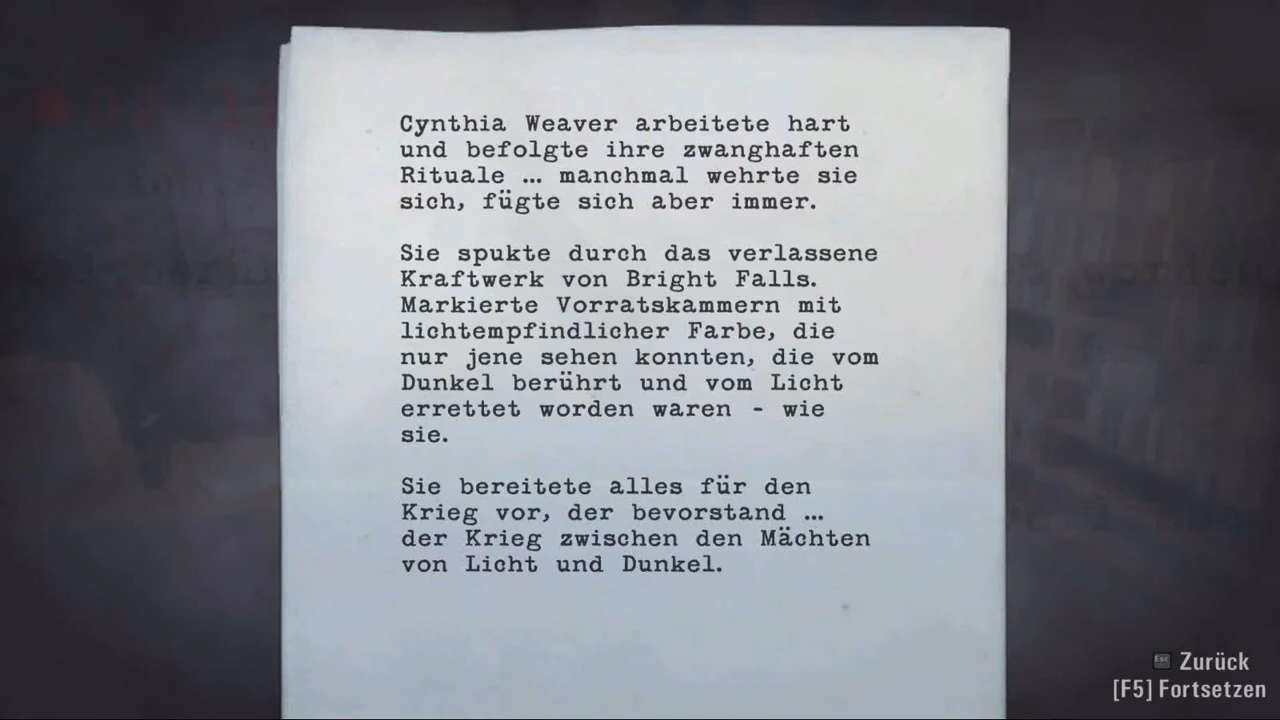 Cynthia Weaver arbeitete hart
und befolgte ihre zwanghaften
Rituale … manchmal wehrte sie
sich, fügte sich aber immer.
Sie spukte durch das verlassene
Kraftwerk von Bright Falls.
Markierte Vorratskammern mit
lichtempfindlicher Farbe, die
nur jene sehen konnten, die vom
Dunkel berührt und vom Licht
errettet worden waren - wie
sie.
Sie bereitete alles für den
Krieg vor, der bevorstand …
der Krieg zwischen den Mächten
von Licht und Dunkel.
Esc Zurück
[F5] Fortsetzen